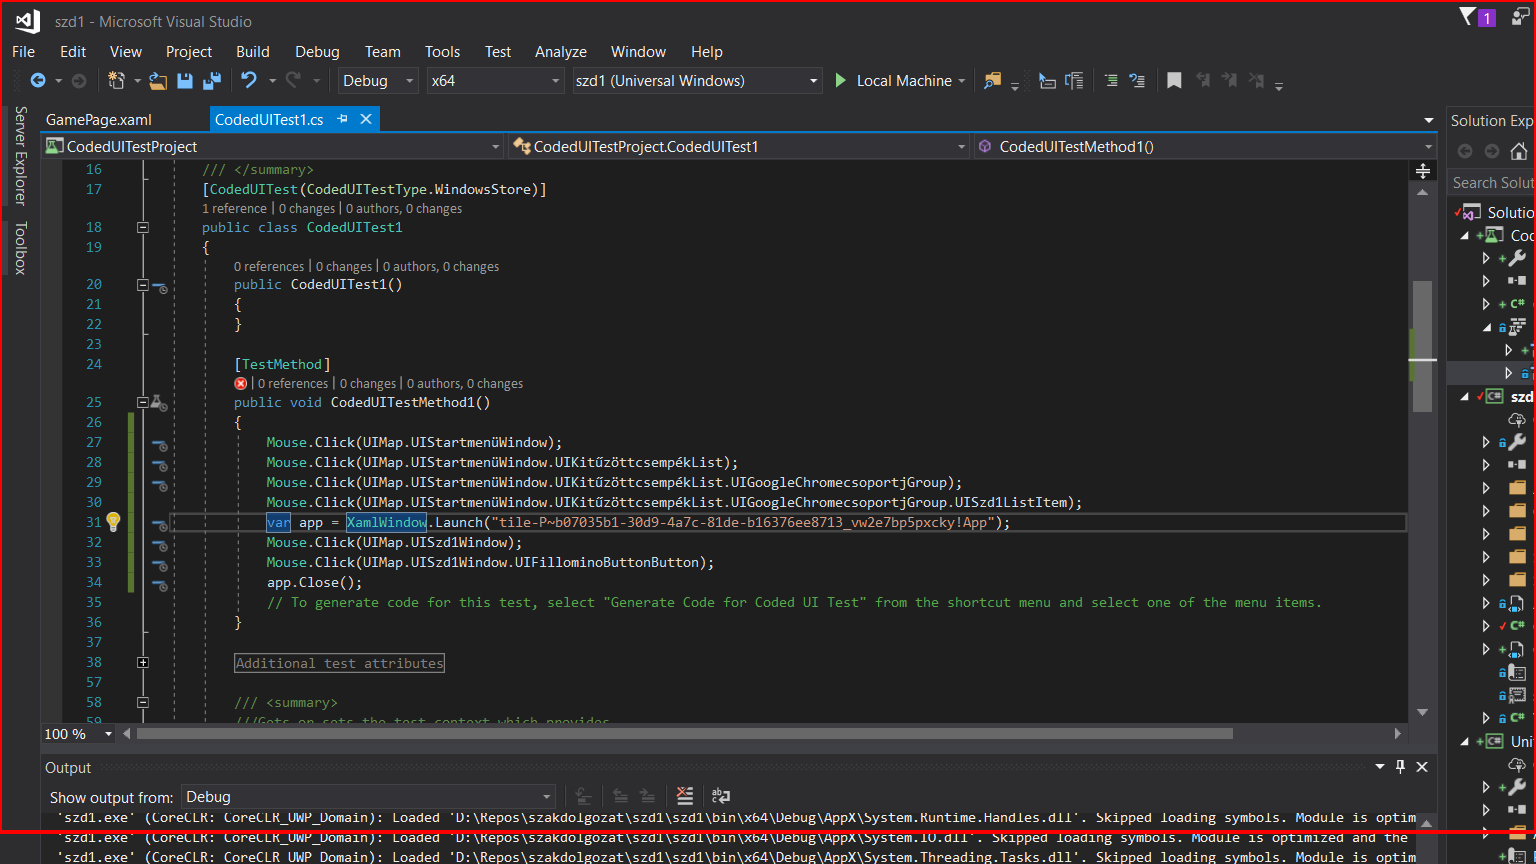 szd1 - Microsoft Visual Studio
1
File Edit View Project Build Debug Team Tools Test Analyze Window Help
Debug x64 szd1 (Universal Windows) Local Machine
Server Explorer
Toolbox
GamePage.xaml CodedUITest1.cs
CodedUITestProject CodedUITestProject.CodedUITest1 CodedUITestMethod1()
16 /// </summary>
17 [CodedUITest(CodedUITestType.WindowsStore)]
1 reference | 0 changes | 0 authors, 0 changes
18 public class CodedUITest1
19 {
0 references | 0 changes | 0 authors, 0 changes
20 public CodedUITest1()
21 {
22 }
23
24 [TestMethod]
| 0 references | 0 changes | 0 authors, 0 changes
25 public void CodedUITestMethod1()
26 {
27 Mouse.Click(UIMap.UIStartmenüWindow);
28 Mouse.Click(UIMap.UIStartmenüWindow.UIKitűzöttcsempékList);
29 Mouse.Click(UIMap.UIStartmenüWindow.UIKitűzöttcsempékList.UIGoogleChromecsoportjGroup);
30 Mouse.Click(UIMap.UIStartmenüWindow.UIKitűzöttcsempékList.UIGoogleChromecsoportjGroup.UISzd1ListItem);
31 var app = XamlWindow.Launch("tile-P~b07035b1-30d9-4a7c-81de-b16376ee8713_vw2e7bp5pxcky!App");
32 Mouse.Click(UIMap.UISzd1Window);
33 Mouse.Click(UIMap.UISzd1Window.UIFillominoButtonButton);
34 app.Close();
35 // To generate code for this test, select "Generate Code for Coded UI Test" from the shortcut menu and select one of the menu items.
36 }
37
38 Additional test attributes
57
58 /// <summary>
59 ///Gets or sets the test context which provides
100 %
Solution Exp
Search Solut
Solutio
Cod
C#
szd
C#
C#
Uni
Output
Show output from: Debug
'szd1.exe' (CoreCLR: CoreCLR_UWP_Domain): Loaded 'D:\Repos\szakdolgozat\szd1\szd1\bin\x64\Debug\AppX\System.Runtime.Handles.dll'. Skipped loading symbols. Module is optim
'szd1.exe' (CoreCLR: CoreCLR_UWP_Domain): Loaded 'D:\Repos\szakdolgozat\szd1\szd1\bin\x64\Debug\AppX\System.IO.dll'. Skipped loading symbols. Module is optimized and the
'szd1.exe' (CoreCLR: CoreCLR_UWP_Domain): Loaded 'D:\Repos\szakdolgozat\szd1\szd1\bin\x64\Debug\AppX\System.Threading.Tasks.dll'. Skipped loading symbols. Module is optim